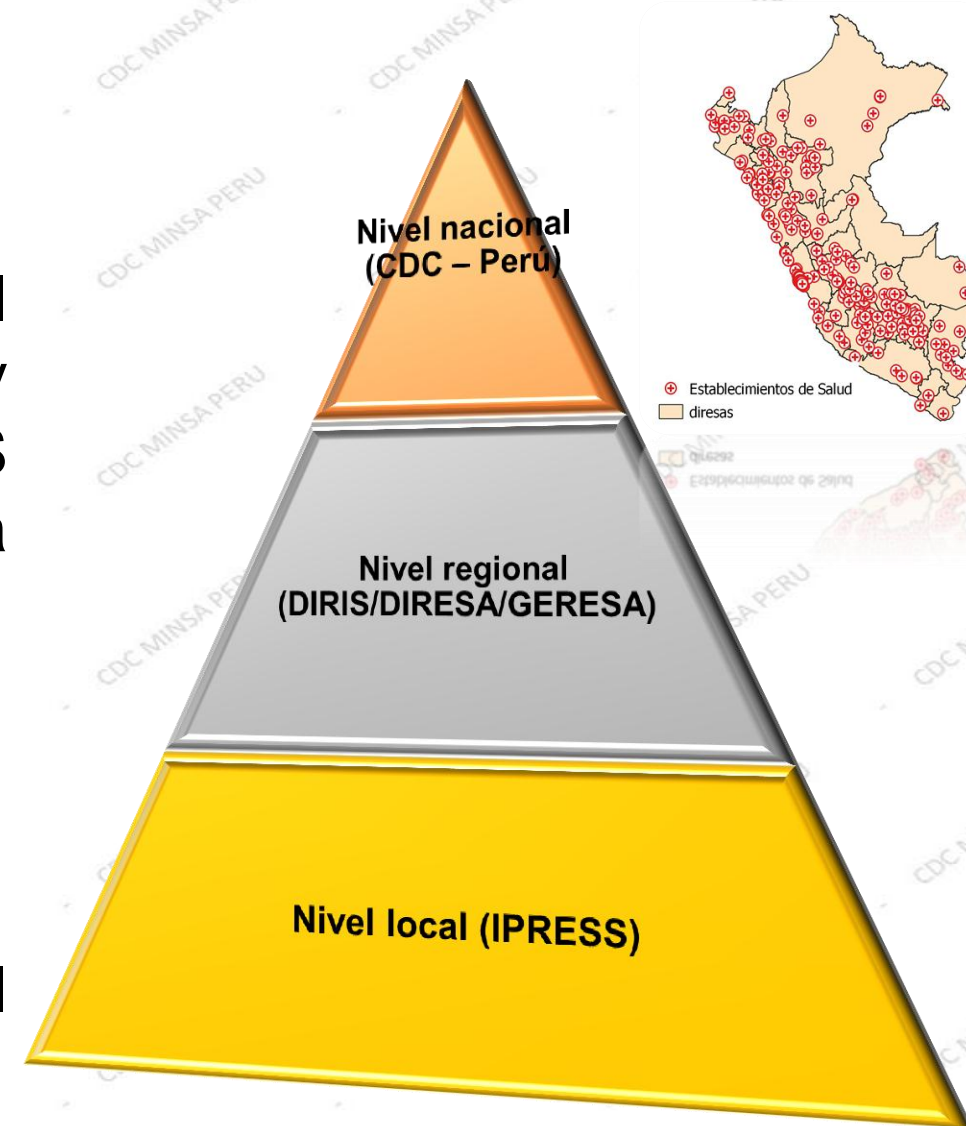 CDC MINSA PERU
Nivel nacional
(CDC – Perú)
Establecimientos de Salud
diresas
Nivel regional
(DIRIS/DIRESA/GERESA)
Nivel local (IPRESS)